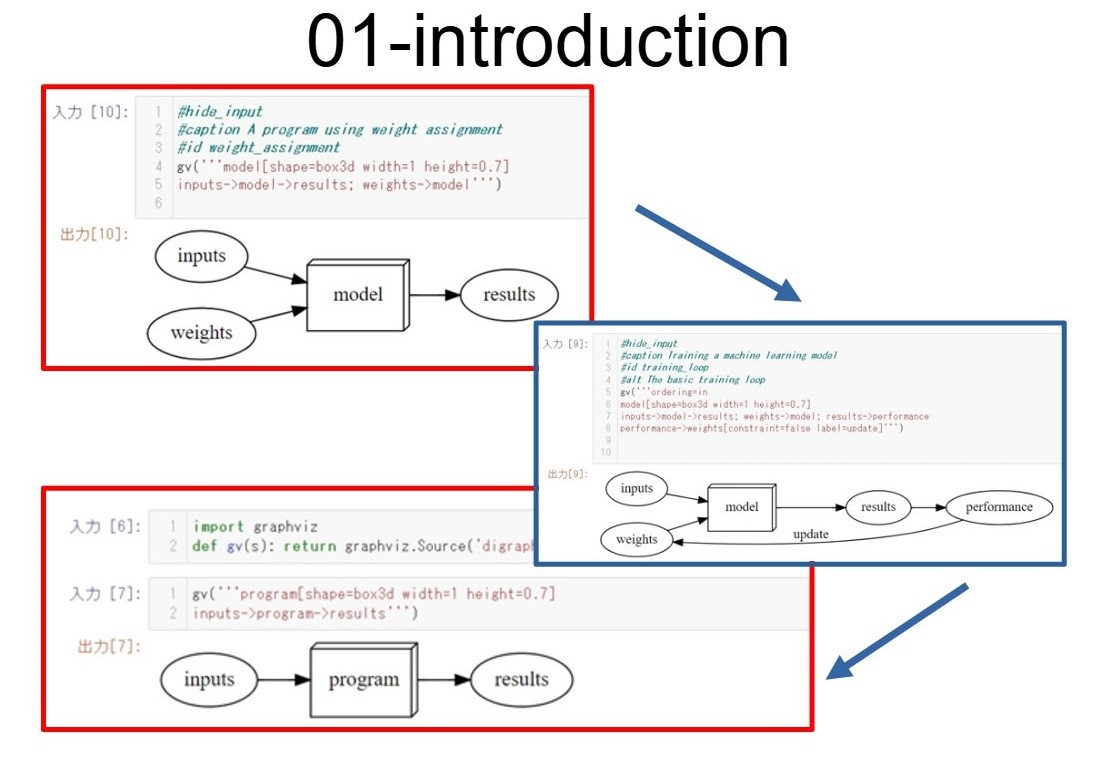 01-introduction
入力 [10]:
1 #hide_input
2 #caption A program using weight assignment
3 #id weight_assignment
4 gv('''model[shape=box3d width=1 height=0.7]
5 inputs->model->results; weights->model''')
6
出力[10]:
inputs
model
results
weights
入力 [9]:
1 #hide_input
2 #caption Training a machine learning model
3 #id training_loop
4 #alt The basic training loop
5 gv('''ordering=in
6 model[shape=box3d width=1 height=0.7]
7 inputs->model->results; weights->model; results->performance
8 performance->weights[constraint=false label=update]''')
9
10
出力[9]:
inputs
model
results
performance
weights
update
入力 [6]:
1 import graphviz
2 def gv(s): return graphviz.Source('digraph
入力 [7]:
1 gv('''program[shape=box3d width=1 height=0.7]
2 inputs->program->results''')
出力[7]:
inputs
program
results